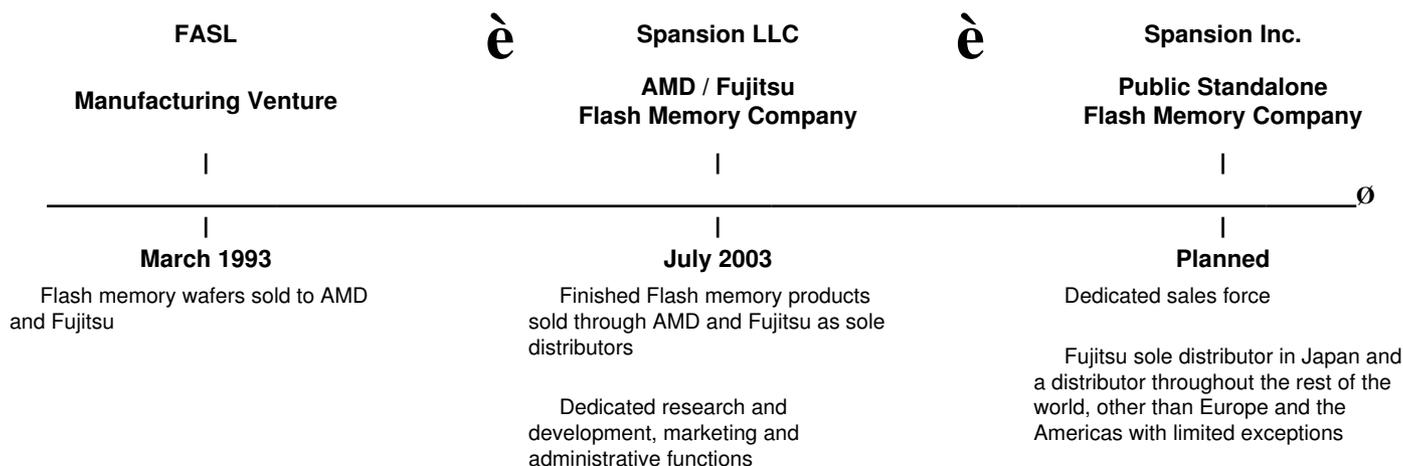 FASL è Spansion LLC è Spansion Inc.
Manufacturing Venture
AMD / Fujitsu
Flash Memory Company
Public Standalone
Flash Memory Company
| | |
ø
| | |
March 1993 July 2003 Planned
Flash memory wafers sold to AMD
and Fujitsu
Finished Flash memory products
sold through AMD and Fujitsu as sole
distributors
Dedicated research and
development, marketing and
administrative functions
Dedicated sales force
Fujitsu sole distributor in Japan and
a distributor throughout the rest of the
world, other than Europe and the
Americas with limited exceptions